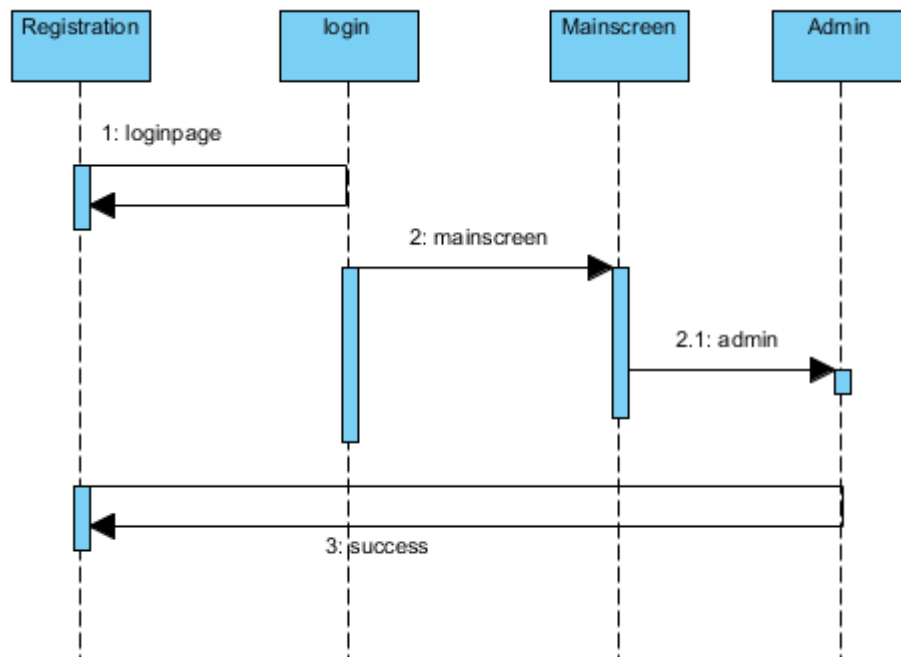 Registration
login
Mainscreen
Admin
1: loginpage
2: mainscreen
2.1: admin
3: success